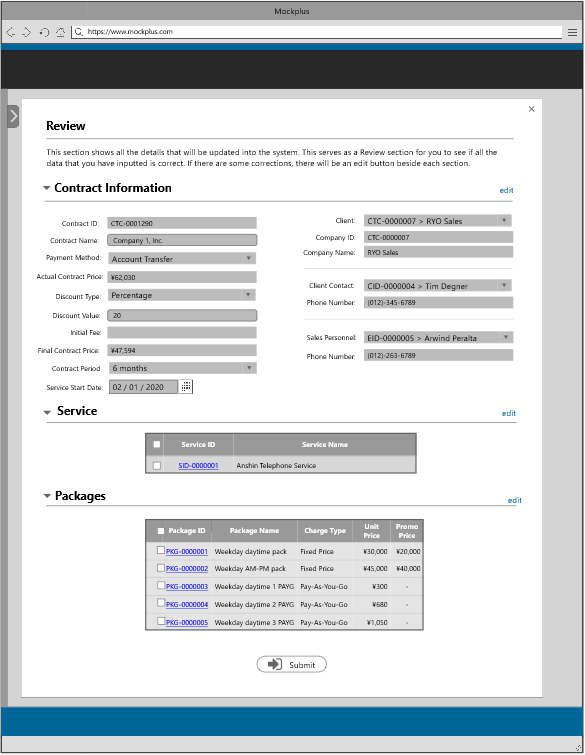 Mockplus
https://www.mockplus.com
Review
This section shows all the details that will be updated into the system. This serves as a Review section for you to see if all the
data that you have inputted is correct. If there are some corrections, there will be an edit button beside each section.
Contract Information
edit
Contract ID: CTC-0001290
Contract Name: Company 1, Inc.
Payment Method: Account Transfer
Actual Contract Price: ¥62,030
Discount Type: Percentage
Discount Value: 20
Initial Fee:
Final Contract Price: ¥47,594
Contract Period 6 months
Service Start Date: 02 / 01 / 2020
Client: CTC-0000007 > RYO Sales
Company ID: CTC-0000007
Company Name: RYO Sales
Client Contact: CID-0000004 > Tim Degner
Phone Number: (012)-345-6789
Sales Personnel: EID-0000005 > Arwind Peralta
Phone Number: (012)-263-6789
Service
edit
Service ID Service Name
SID-0000001 Anshin Telephone Service
Packages
edit
Package ID Package Name Charge Type Unit Price Promo Price
PKG-0000001 Weekday daytime pack Fixed Price ¥30,000 ¥20,000
PKG-0000002 Weekday AM-PM pack Fixed Price ¥45,000 ¥40,000
PKG-0000003 Weekday daytime 1 PAYG Pay-As-You-Go ¥300 -
PKG-0000004 Weekday daytime 2 PAYG Pay-As-You-Go ¥680 -
PKG-0000005 Weekday daytime 3 PAYG Pay-As-You-Go ¥1,050 -
Submit